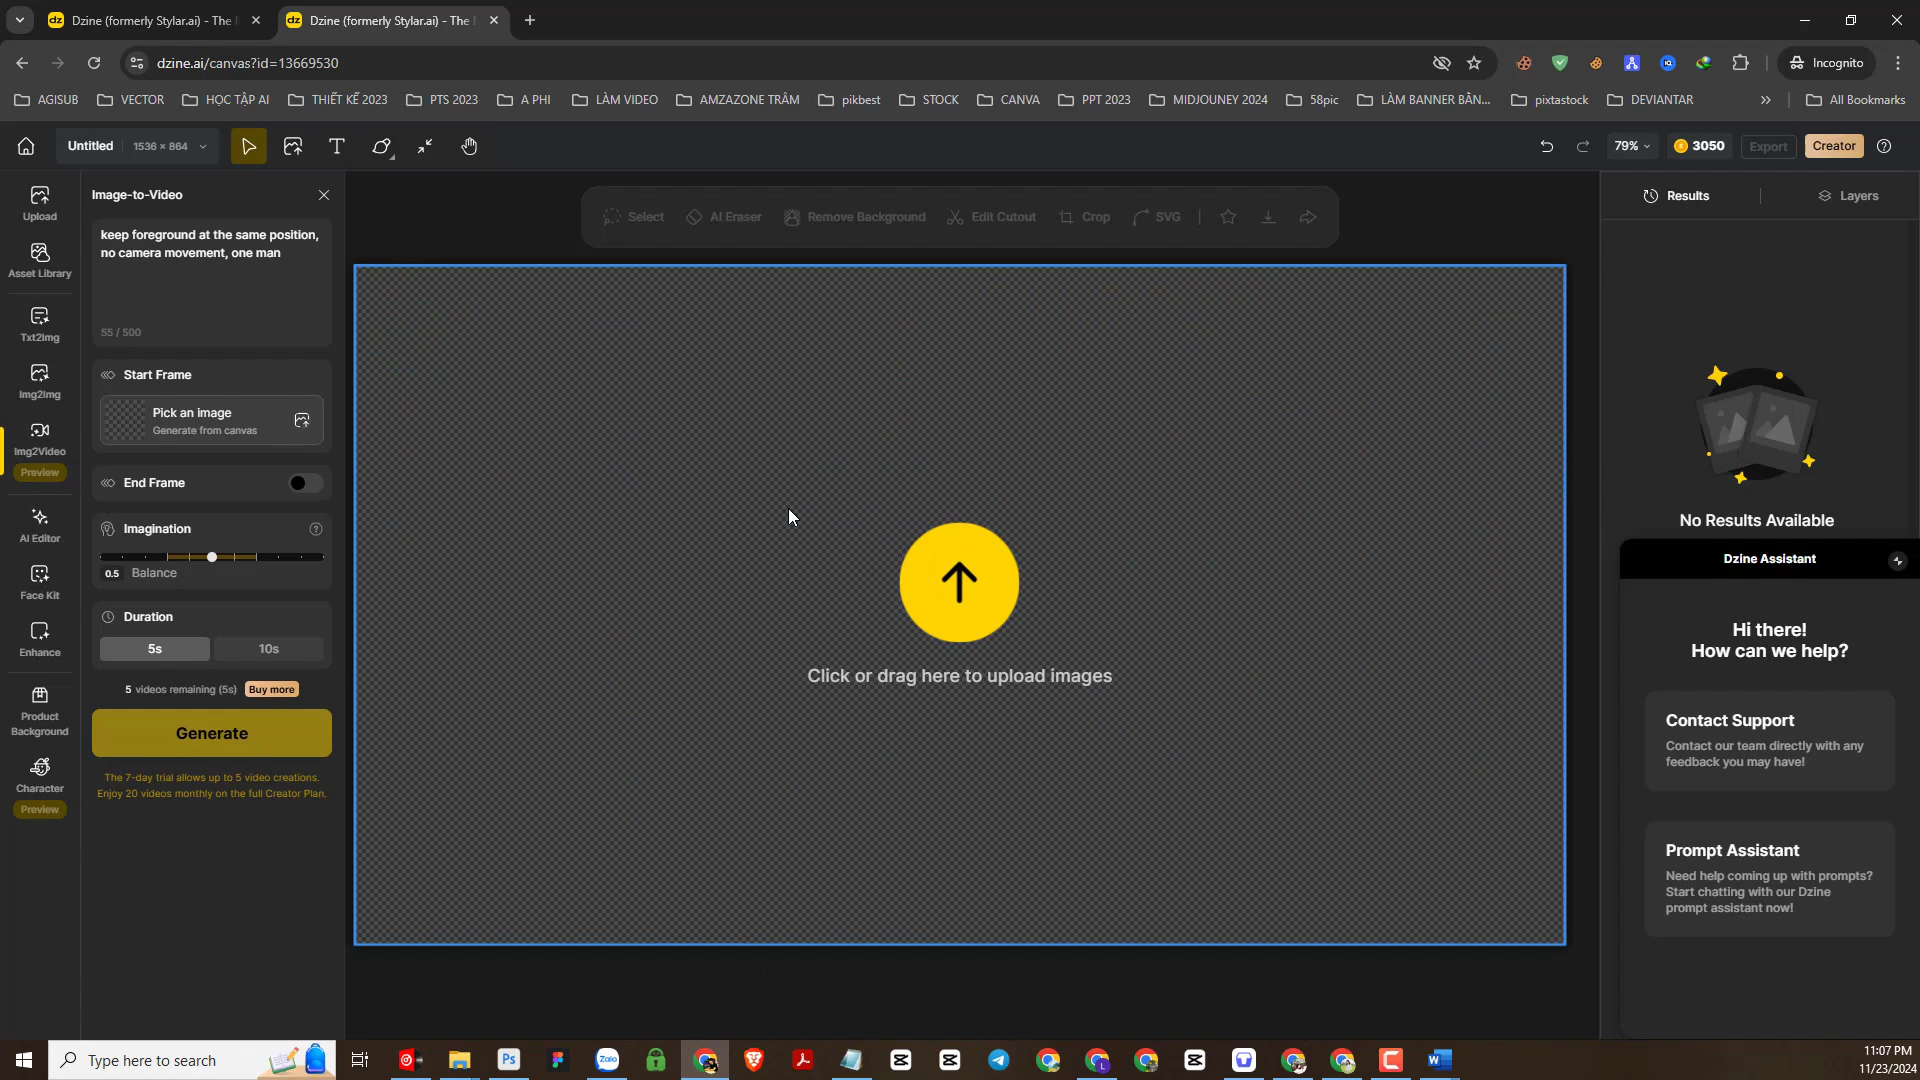 Dzine (formerly Stylar.ai) - The
Dzine (formerly Stylar.ai) - The
dzine.ai/canvas?id=13669530
Incognito
AGISUB
VECTOR
HỌC TẬP AI
THIẾT KẾ 2023
PTS 2023
A PHI
LÀM VIDEO
AMZAZONE TRÂM
pikbest
STOCK
CANVA
PPT 2023
MIDJOUNEY 2024
58pic
LÀM BANNER BẰN...
pixtastock
DEVIANTAR
All Bookmarks
Untitled
1536 × 864
79%
3050
Export
Creator
Upload
Asset Library
Txt2Img
Img2Img
Img2Video
Preview
AI Editor
Face Kit
Enhance
Product
Background
Character
Preview
Image-to-Video
keep foreground at the same position,
no camera movement, one man
55 / 500
Start Frame
Pick an image
Generate from canvas
End Frame
Imagination
0.5 Balance
Duration
5s
10s
5 videos remaining (5s) Buy more
Generate
The 7-day trial allows up to 5 video creations.
Enjoy 20 videos monthly on the full Creator Plan.
Select
AI Eraser
Remove Background
Edit Cutout
Crop
SVG
Click or drag here to upload images
Results
Layers
No Results Available
Dzine Assistant
Hi there!
How can we help?
Contact Support
Contact our team directly with any
feedback you may have!
Prompt Assistant
Need help coming up with prompts?
Start chatting with our Dzine
prompt assistant now!
Type here to search
Ps
Zalo
11:07 PM
11/23/2024